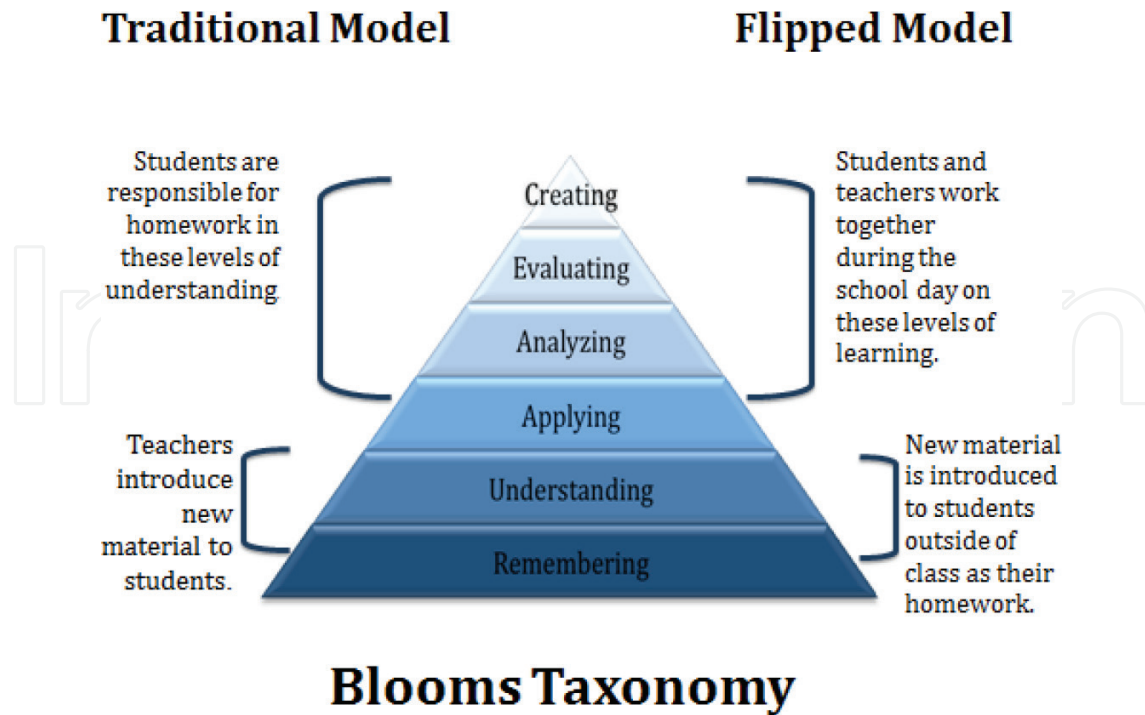 Traditional Model
Flipped Model
Students are
responsible for
homework in
these levels of
understanding
Teachers
introduce
new
material to
students.
Creating
Evaluating
Analyzing
Applying
Understanding
Remembering
Students and
teachers work
together
during the
school day on
these levels of
learning.
New material
is introduced
to students
outside of
class as their
homework.
Blooms Taxonomy